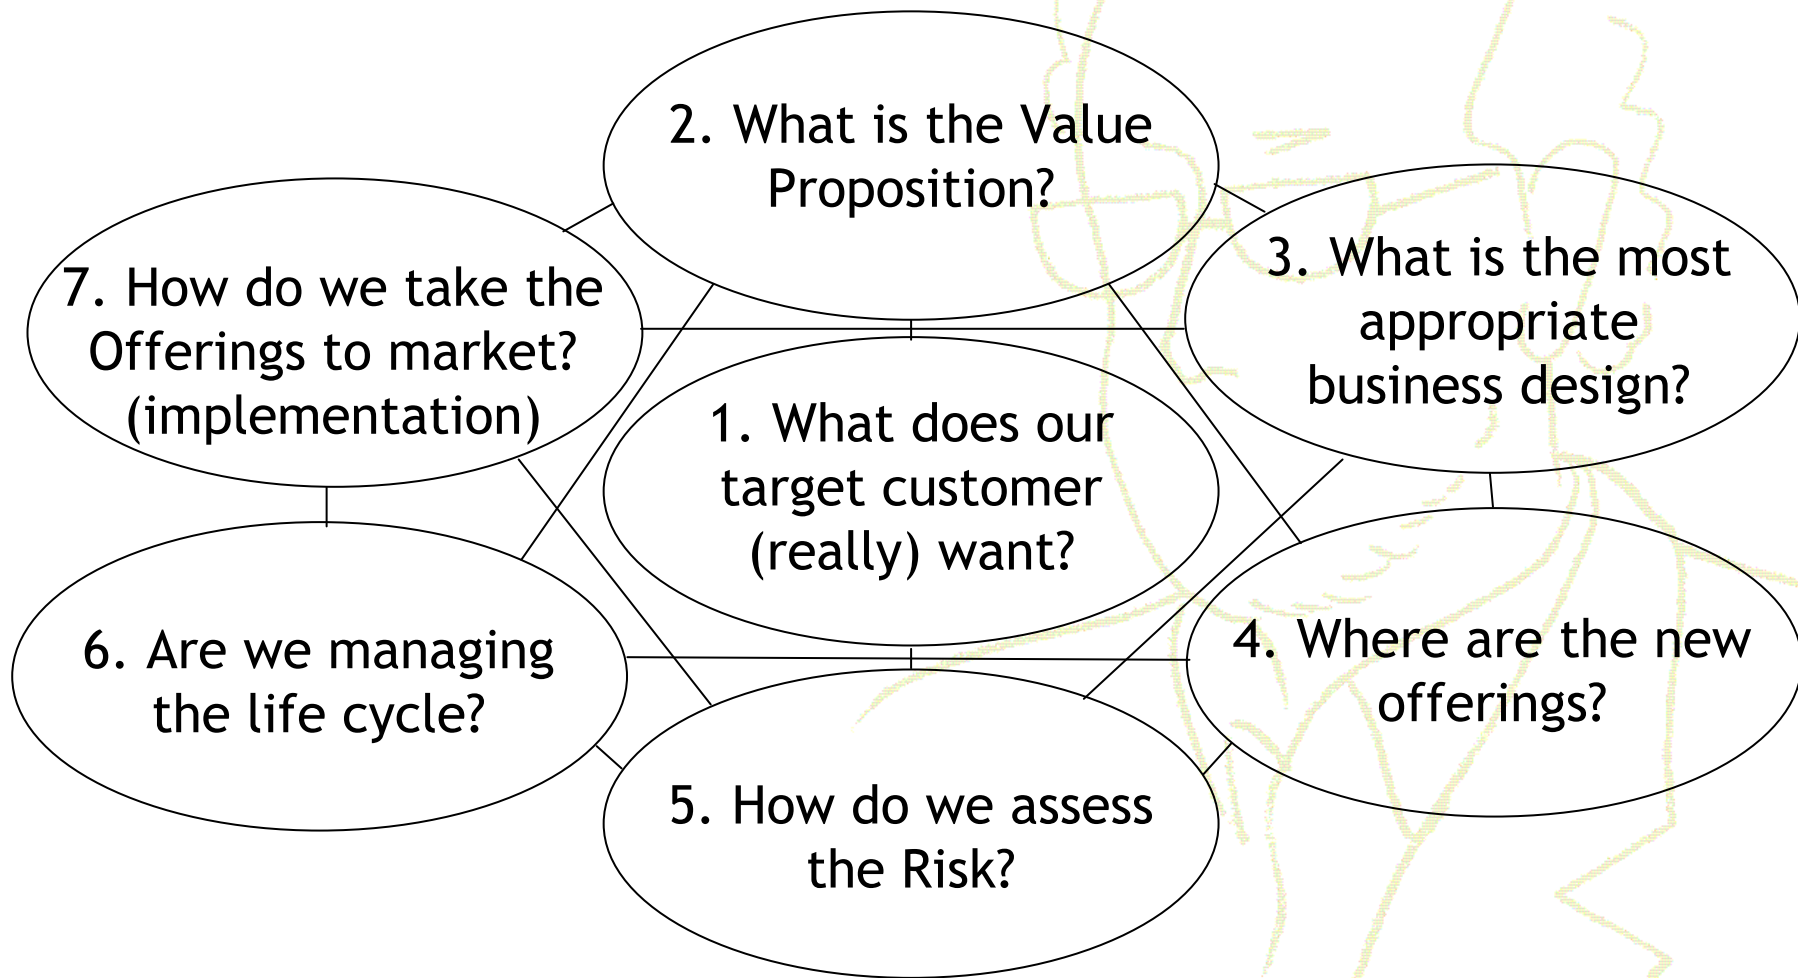 2. What is the Value
Proposition?
7. How do we take the
Offerings to market?
(implementation)
3. What is the most
appropriate
business design?
1. What does our
target customer
(really) want?
6. Are we managing
the life cycle?
4. Where are the new
offerings?
5. How do we assess
the Risk?